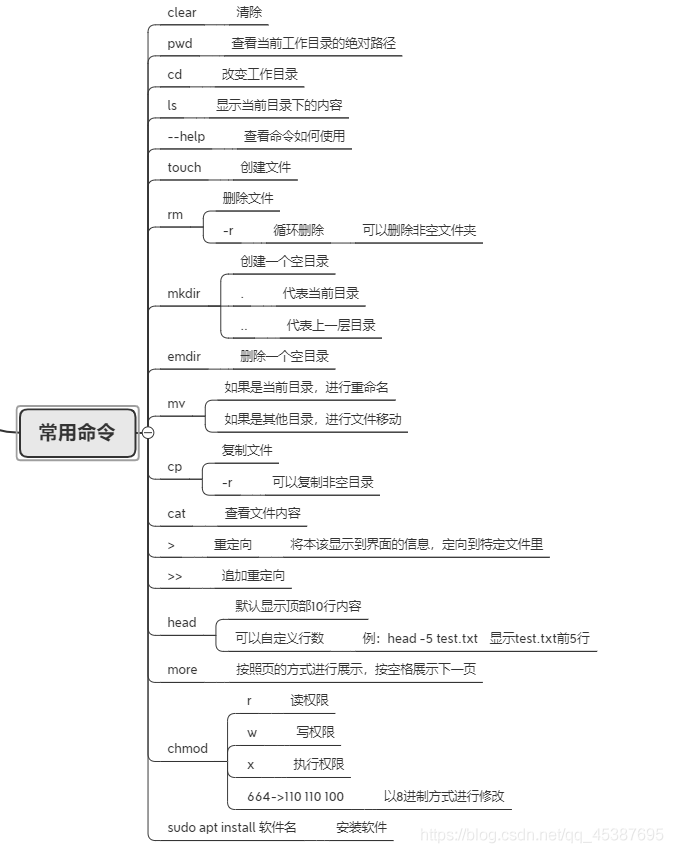 clear 清除
pwd 查看当前工作目录的绝对路径
cd 改变工作目录
ls 显示当前目录下的内容
--help 查看命令如何使用
touch 创建文件
rm
删除文件
-r 循环删除 可以删除非空文件夹
mkdir
创建一个空目录
. 代表当前目录
.. 代表上一层目录
emdir 删除一个空目录
mv
如果是当前目录，进行重命名
如果是其他目录，进行文件移动
常用命令
cp
复制文件
-r 可以复制非空目录
cat 查看文件内容
> 重定向 将本该显示到界面的信息，定向到特定文件里
>> 追加重定向
head
默认显示顶部10行内容
可以自定义行数 例：head -5 test.txt 显示test.txt前5行
more 按照页的方式进行展示，按空格展示下一页
chmod
r 读权限
w 写权限
x 执行权限
664->110 110 100 以8进制方式进行修改
sudo apt install 软件名 安装软件
https://blog.csdn.net/qq_45387695